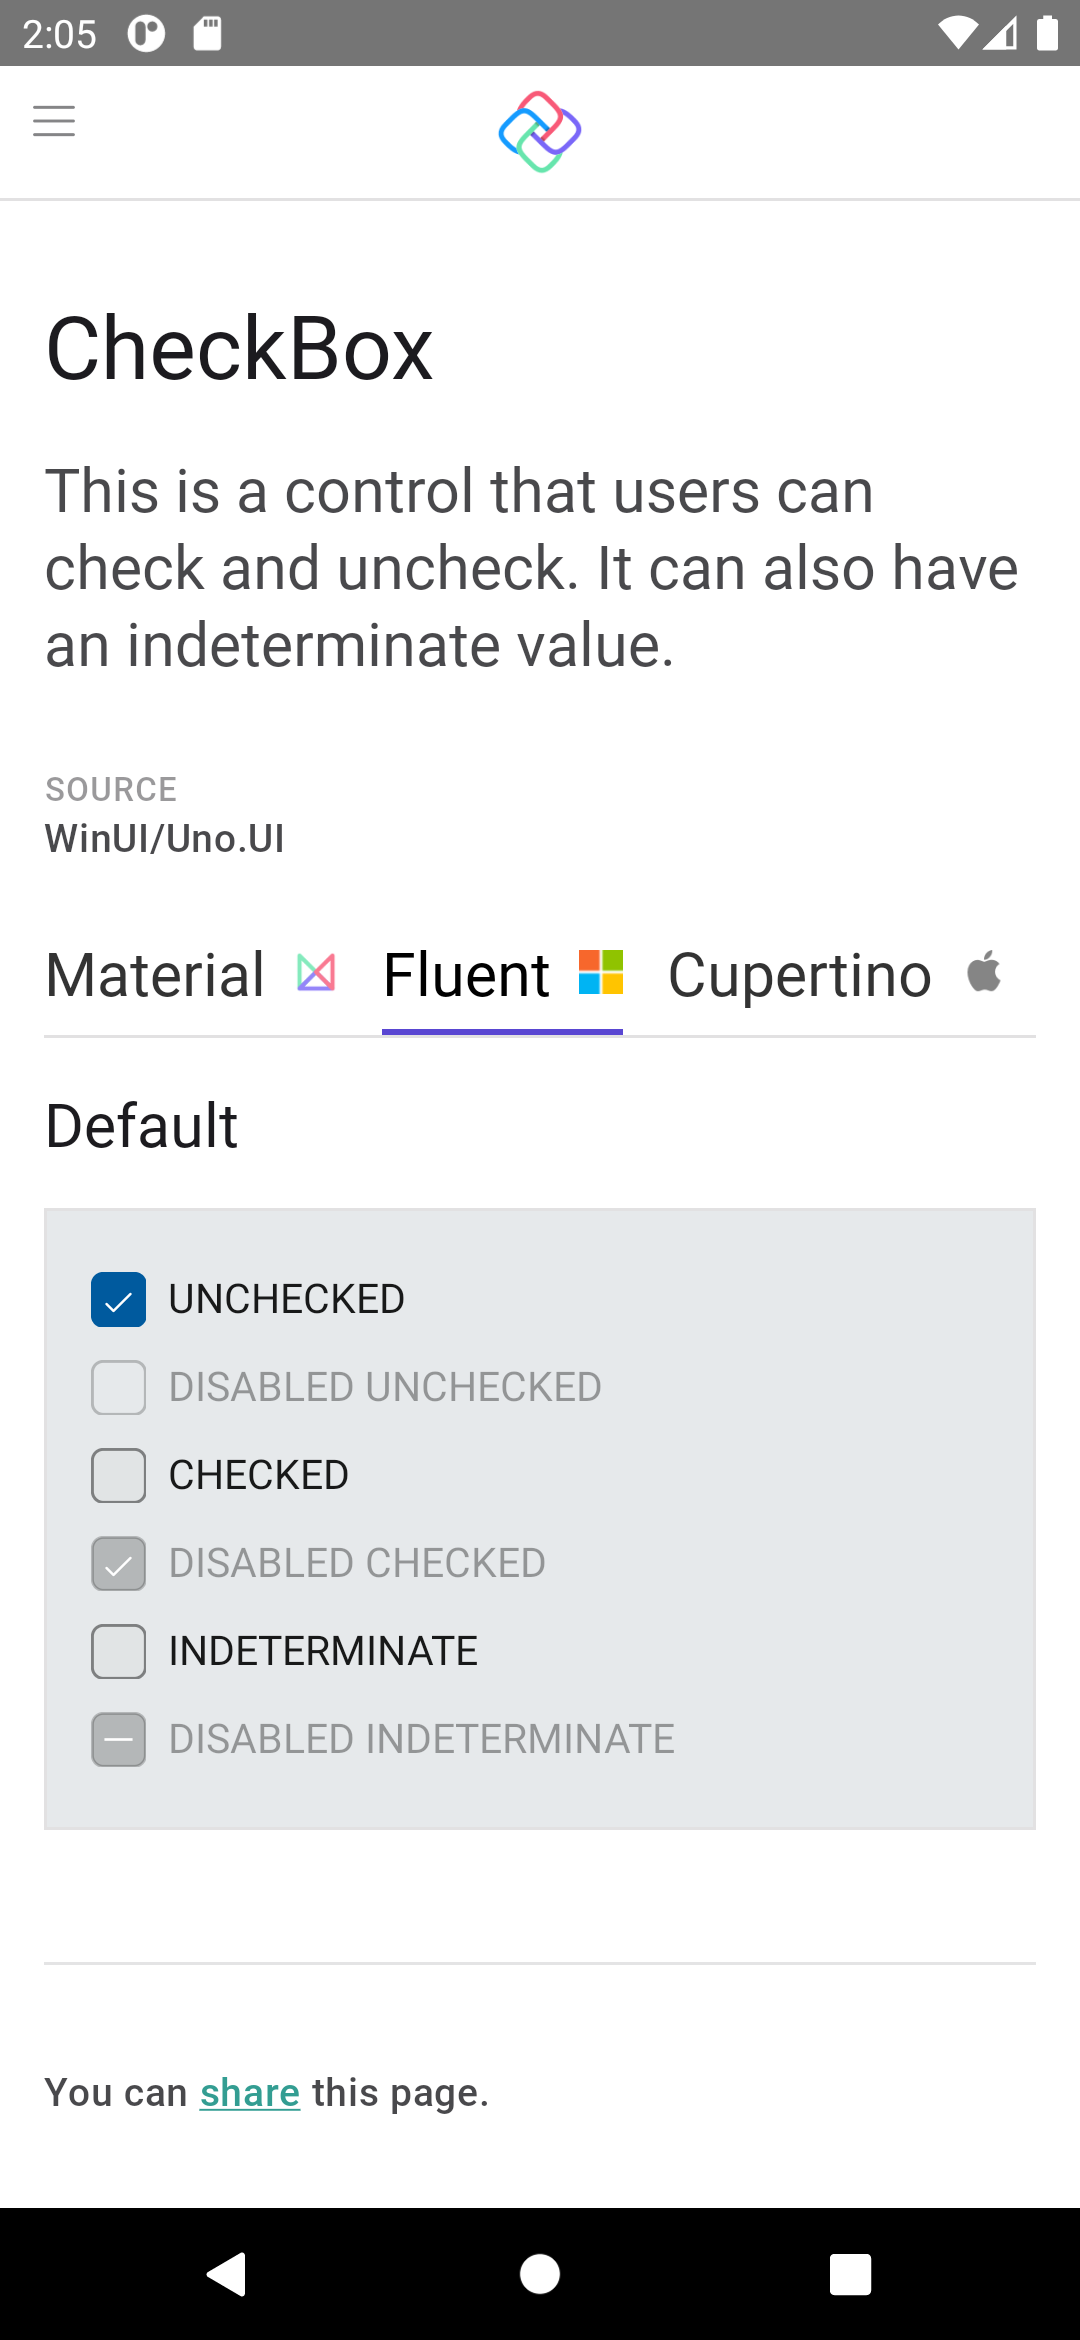 2:05
CheckBox
This is a control that users can
check and uncheck. It can also have
an indeterminate value.
SOURCE
WinUI/Uno.UI
Material Fluent Cupertino
Default
UNCHECKED
DISABLED UNCHECKED
CHECKED
DISABLED CHECKED
INDETERMINATE
DISABLED INDETERMINATE
You can share this page.